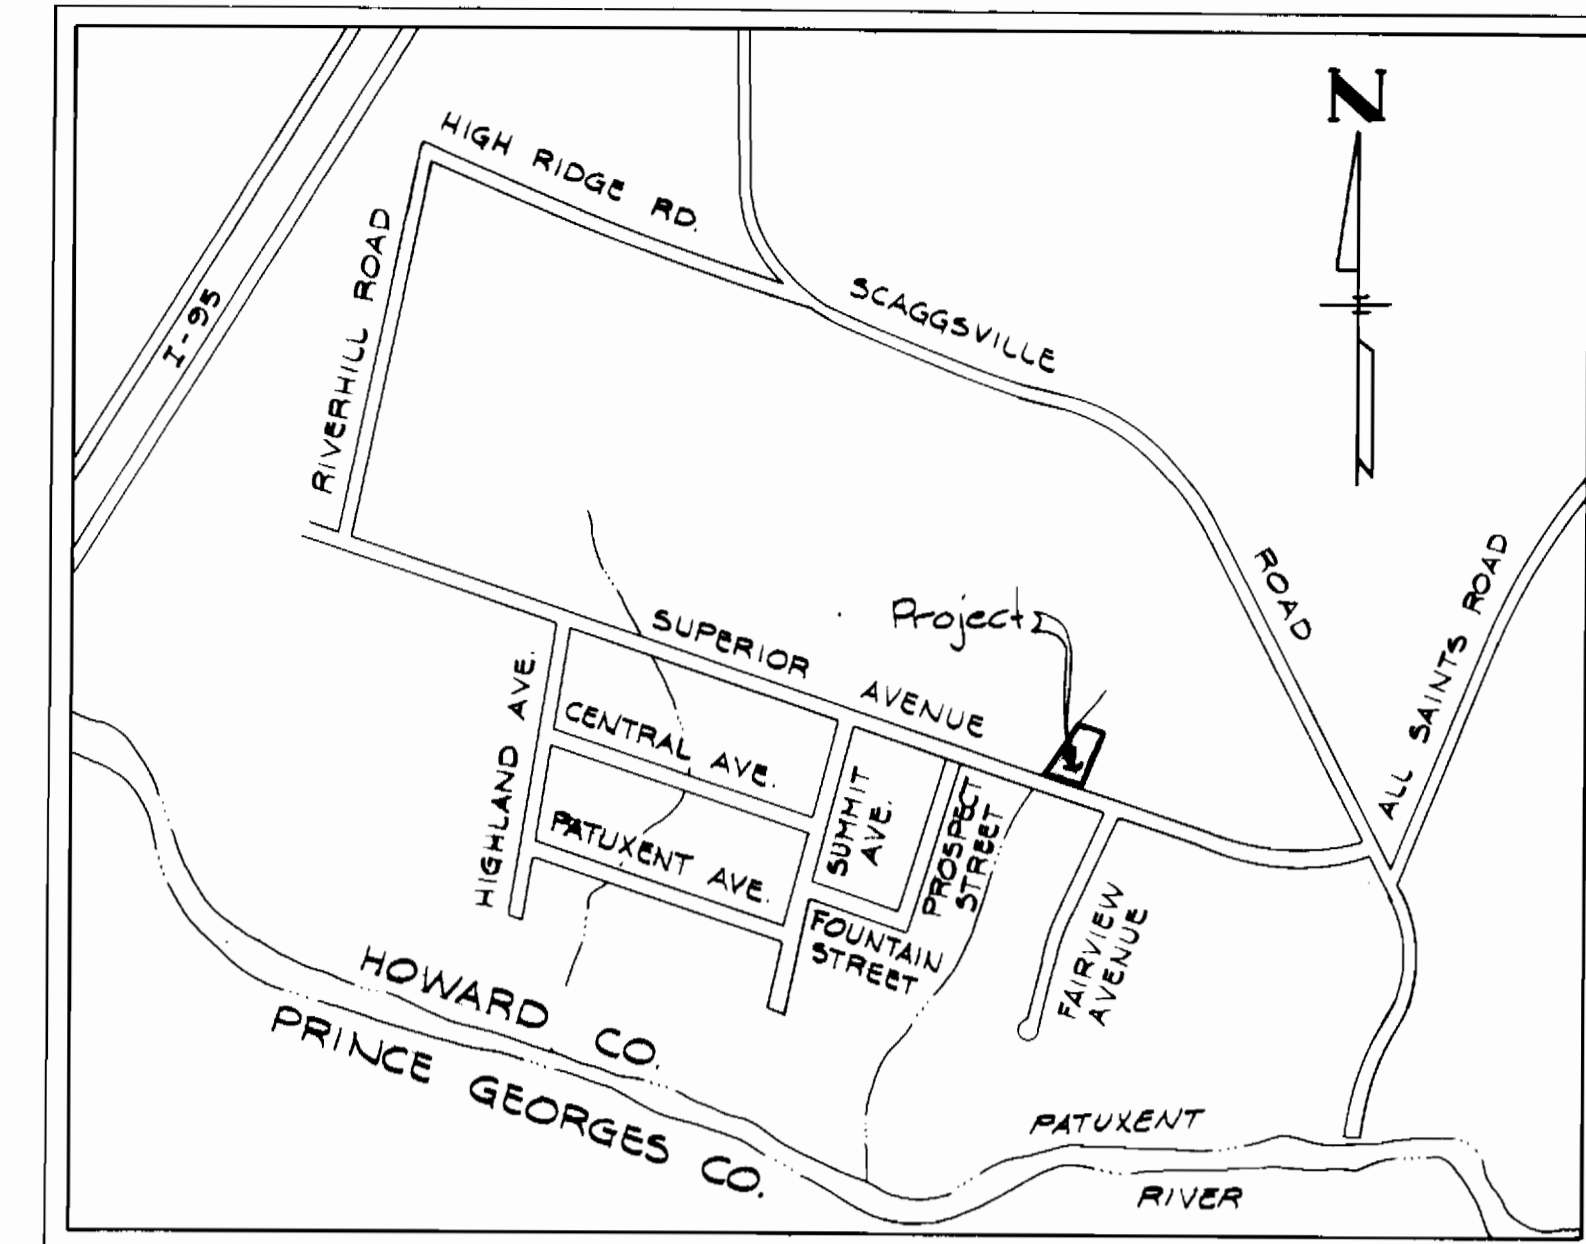 N
HIGH RIDGE RD.
SCAGGSVILLE
ROAD
I-95
RIVERHILL ROAD
ALL SAINTS ROAD
Project
SUPERIOR AVENUE
HIGHLAND AVE.
CENTRAL AVE.
PATUXENT AVE.
SUMMIT
AVE.
PROSPECT
STREET
FOUNTAIN
STREET
FAIRVIEW
AVENUE
HOWARD CO.
PRINCE GEORGES CO.
PATUXENT
RIVER